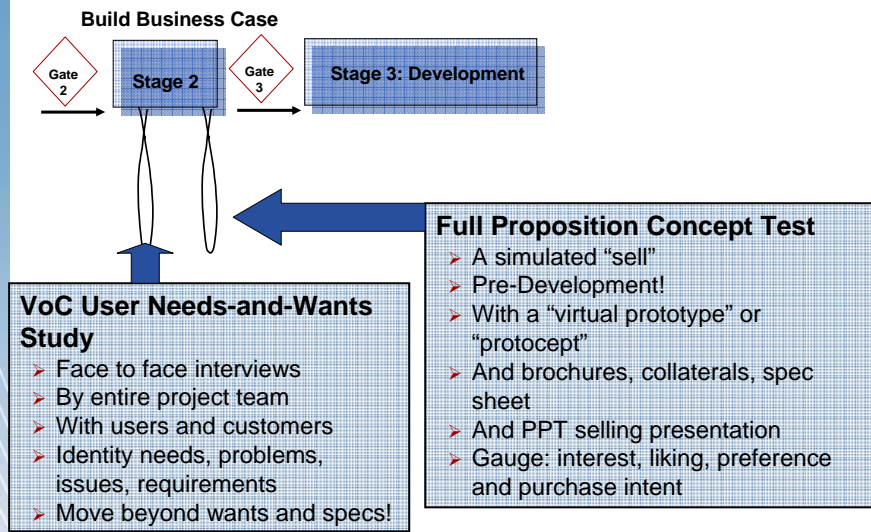 Build Business Case
Gate
2
Stage 2
Gate
3
Stage 3: Development
Full Proposition Concept Test
➢ A simulated “sell”
➢ Pre-Development!
➢ With a “virtual prototype” or
“protocept”
➢ And brochures, collaterals, spec
sheet
➢ And PPT selling presentation
➢ Gauge: interest, liking, preference
and purchase intent
VoC User Needs-and-Wants
Study
➢ Face to face interviews
➢ By entire project team
➢ With users and customers
➢ Identity needs, problems,
issues, requirements
➢ Move beyond wants and specs!